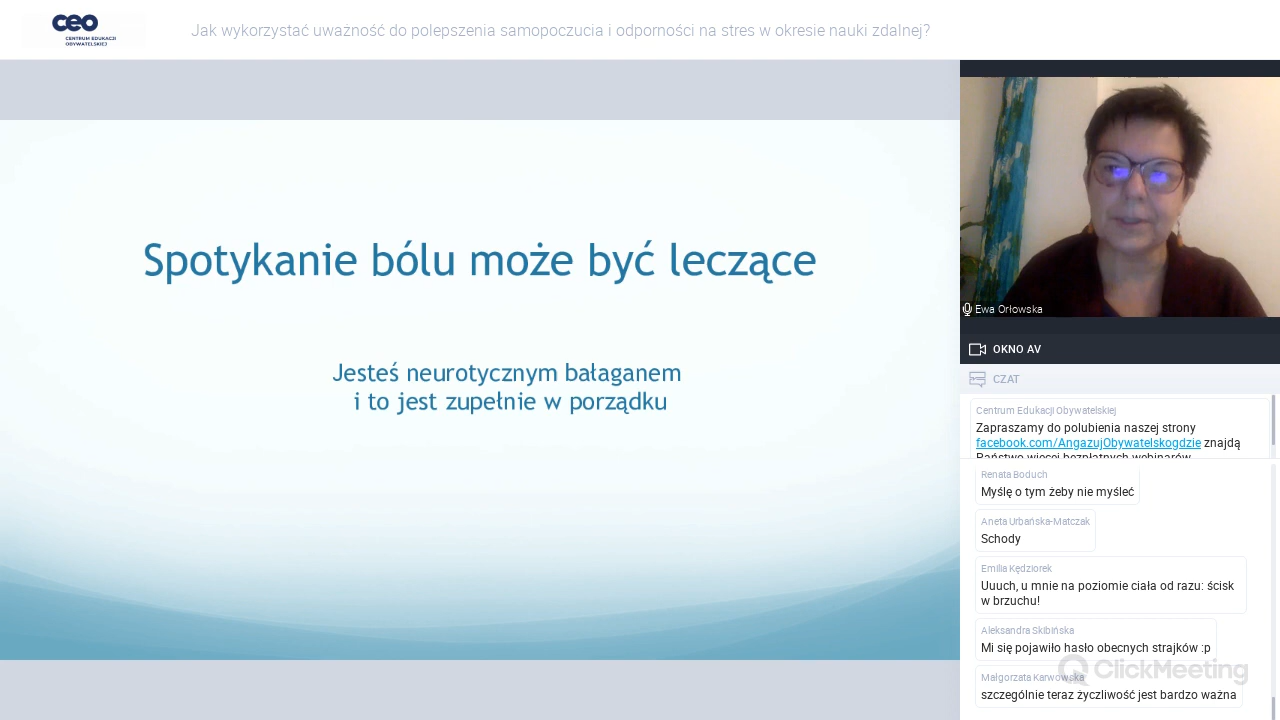 ceo
CENTRUM EDUKACJI
OBYWATELSKIEJ
Jak wykorzystać uważność do polepszenia samopoczucia i odporności na stres w okresie nauki zdalnej?
Spotykanie bólu może być leczące
Jesteś neurotycznym bałaganem
i to jest zupełnie w porządku
Ewa Orłowska
OKNO AV
CZAT
Centrum Edukacji Obywatelskiej
Zapraszamy do polubienia naszej strony
facebook.com/AngazujObywatelskogdzie znajdą
Państwo więcej bezpłatnych webinarów
Renata Boduch
Myślę o tym żeby nie myśleć
Aneta Urbańska-Matczak
Schody
Emilia Kędziorek
Uuuch, u mnie na poziomie ciała od razu: ścisk
w brzuchu!
Aleksandra Skibińska
Mi się pojawiło hasło obecnych strajków :p
ClickMeeting
Małgorzata Karwowska
szczególnie teraz życzliwość jest bardzo ważna